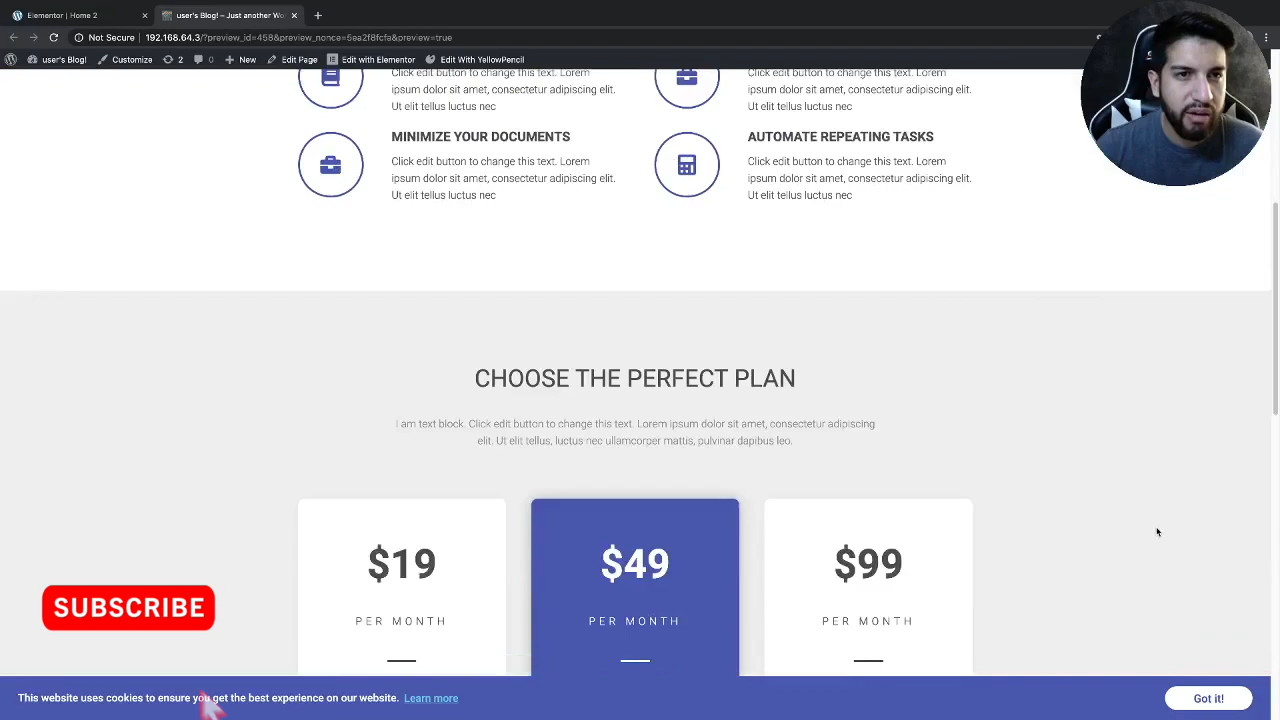 Elementor | Home 2
user's Blog! – Just another Wo
Not Secure | 192.168.64.3/?preview_id=458&preview_nonce=5ea2f8fcfa&preview=true
user's Blog!
Customize
2
0
New
Edit Page
Edit with Elementor
Edit With YellowPencil
Click edit button to change this text. Lorem
ipsum dolor sit amet, consectetur adipiscing elit.
Ut elit tellus luctus nec
Click edit button to change this text. Lorem
ipsum dolor sit amet, consectetur adipiscing elit.
Ut elit tellus luctus nec
MINIMIZE YOUR DOCUMENTS
Click edit button to change this text. Lorem
ipsum dolor sit amet, consectetur adipiscing elit.
Ut elit tellus luctus nec
AUTOMATE REPEATING TASKS
Click edit button to change this text. Lorem
ipsum dolor sit amet, consectetur adipiscing elit.
Ut elit tellus luctus nec
CHOOSE THE PERFECT PLAN
I am text block. Click edit button to change this text. Lorem ipsum dolor sit amet, consectetur adipiscing
elit. Ut elit tellus, luctus nec ullamcorper mattis, pulvinar dapibus leo.
$19
PER MONTH
$49
PER MONTH
$99
PER MONTH
SUBSCRIBE
This website uses cookies to ensure you get the best experience on our website. Learn more
Got it!